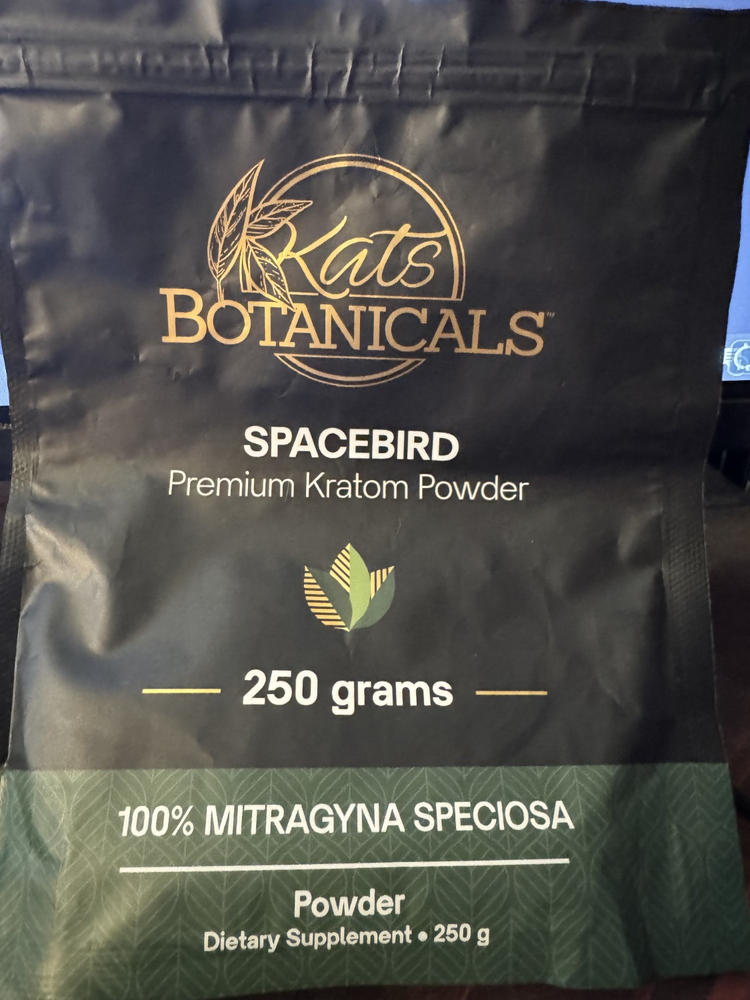 Kats
BOTANICALS™
SPACEBIRD
Premium Kratom Powder
250 grams
100% MITRAGYNA SPECIOSA
Powder
Dietary Supplement • 250 g